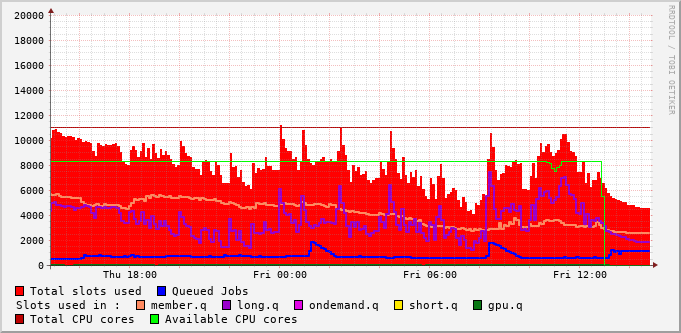 20000
18000
16000
14000
12000
10000
8000
6000
4000
2000
0
Thu 18:00 Fri 00:00 Fri 06:00 Fri 12:00
Total slots used Queued Jobs
Slots used in : member.q long.q ondemand.q short.q gpu.q
Total CPU cores Available CPU cores
RRDTOOL / TOBI OETIKER